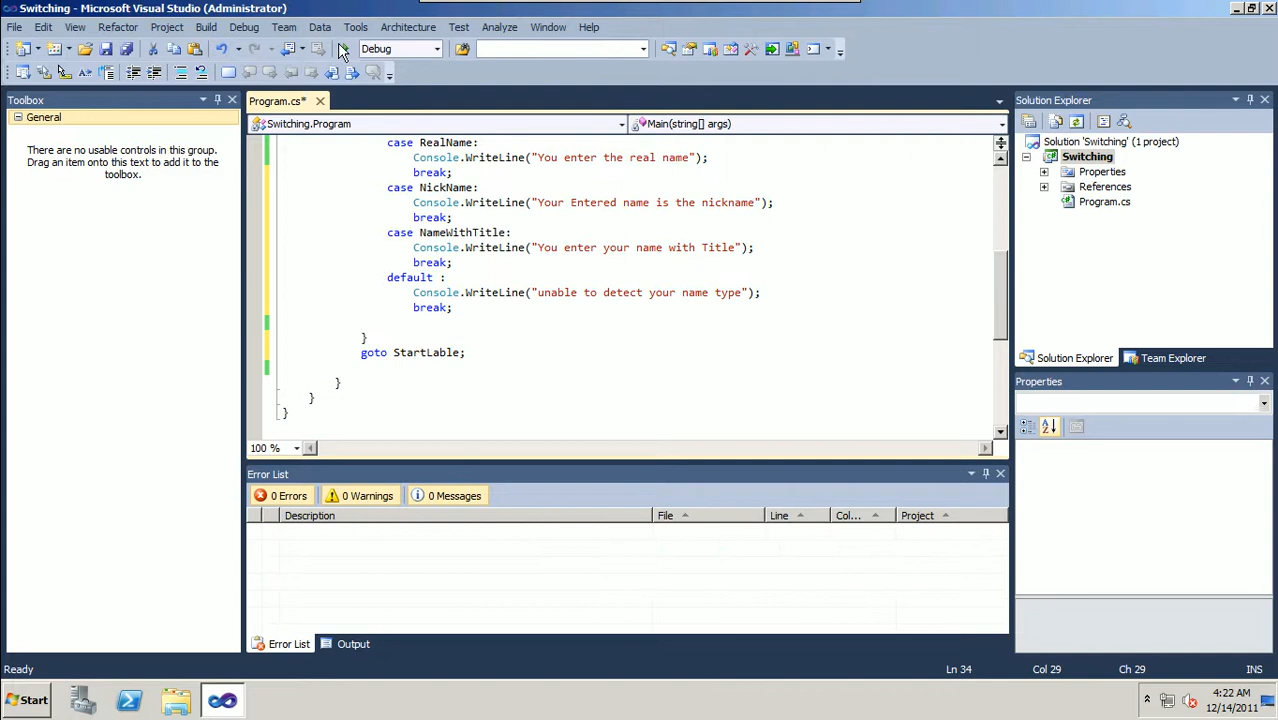 Switching - Microsoft Visual Studio (Administrator)
File Edit View Refactor Project Build Debug Team Data Tools Architecture Test Analyze Window Help
Debug
Toolbox
General
There are no usable controls in this group.
Drag an item onto this text to add it to the
toolbox.
Program.cs*
Switching.Program
Main(string[] args)
case RealName:
Console.WriteLine("You enter the real name");
break;
case NickName:
Console.WriteLine("Your Entered name is the nickname");
break;
case NameWithTitle:
Console.WriteLine("You enter your name with Title");
break;
default :
Console.WriteLine("unable to detect your name type");
break;
}
goto StartLable;
}
}
}
100 %
Error List
0 Errors
0 Warnings
0 Messages
Description File Line Col... Project
Error List Output
Solution Explorer
Solution 'Switching' (1 project)
Switching
Properties
References
Program.cs
Solution Explorer Team Explorer
Properties
Ready
Ln 34 Col 29 Ch 29 INS
Start
4:22 AM
12/14/2011